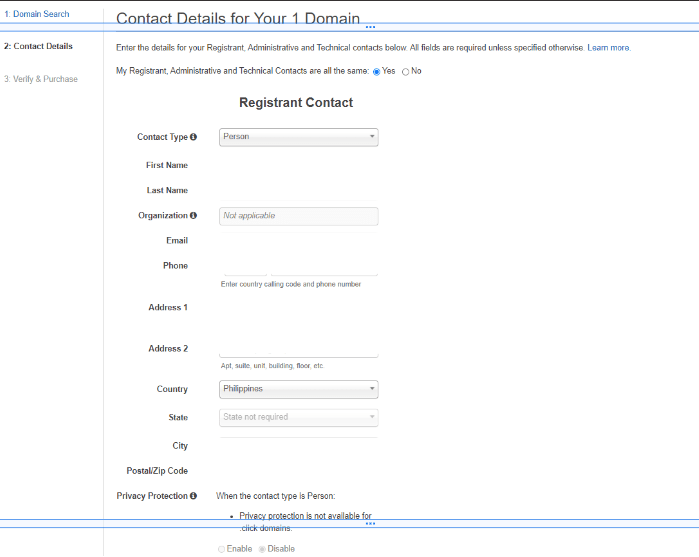 1: Domain Search
2: Contact Details
3: Verify & Purchase
Contact Details for Your 1 Domain
Enter the details for your Registrant, Administrative and Technical contacts below. All fields are required unless specified otherwise. Learn more.
My Registrant, Administrative and Technical Contacts are all the same: Yes No
Registrant Contact
Contact Type Person
First Name
Last Name
Organization Not applicable
Email
Phone
Enter country calling code and phone number
Address 1
Address 2
Apt, suite, unit, building, floor, etc.
Country Philippines
State State not required
City
Postal/Zip Code
Privacy Protection When the contact type is Person:
• Privacy protection is not available for
.click domains.
Enable Disable